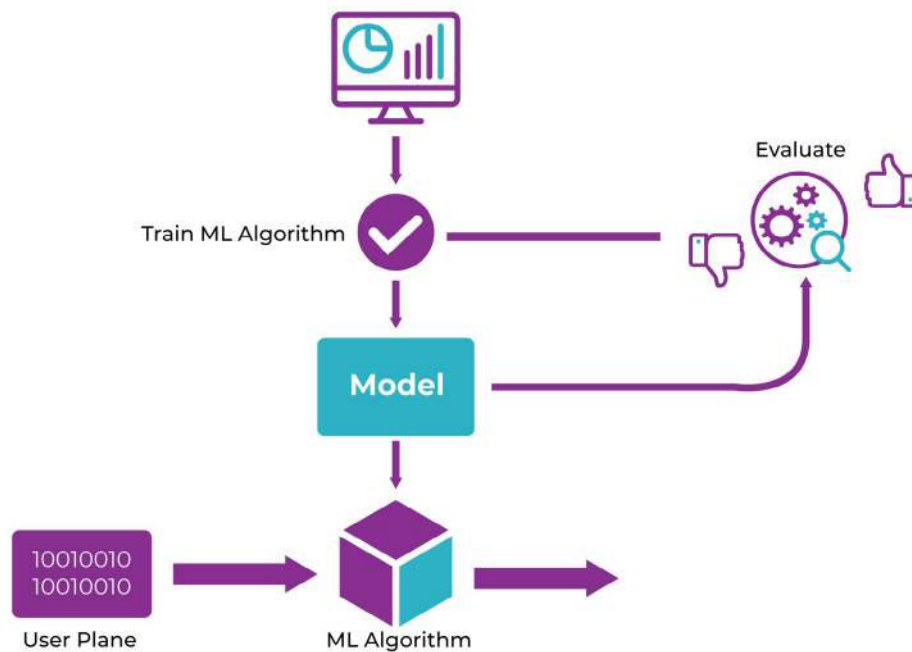 Evaluate
Train ML Algorithm
Model
10010010
10010010
User Plane
ML Algorithm